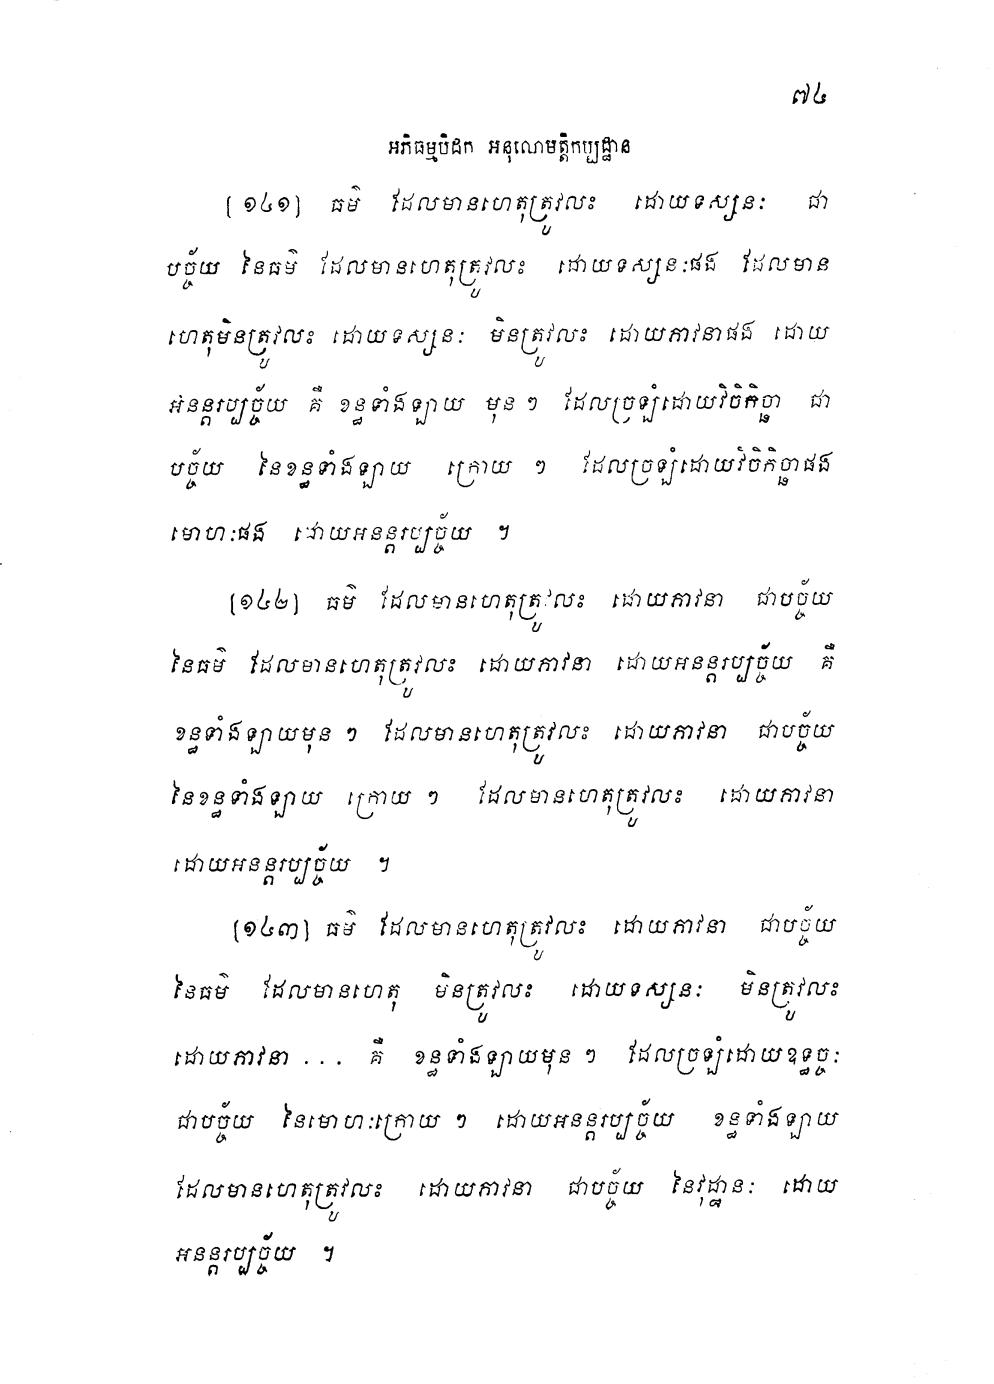 ៧៤
អភិធម្មបិដក អនុលោមត្តិកប្បដ្ឋាន
[១៤១] ធម៌ ដែលមានហេតុត្រូវលះ ដោយទស្សនៈ ជា
បច្ច័យ នៃធម៌ ដែលមានហេតុត្រូវលះ ដោយទស្សនៈផង ដែលមាន
ហេតុមិនត្រូវលះ ដោយទស្សនៈ មិនត្រូវលះ ដោយភាវនាផង ដោយ
អនន្តរប្បច្ច័យ គឺ ខន្ធទាំងឡាយ មុន ៗ ដែលច្រឡំដោយវិចិកិច្ឆា ជា
បច្ច័យ នៃខន្ធទាំងឡាយ ក្រោយ ៗ ដែលច្រឡំដោយវិចិកិច្ឆាផង
មោហៈផង ដោយអនន្តរប្បច្ច័យ ។
[១៤២] ធម៌ ដែលមានហេតុត្រូវលះ ដោយភាវនា ជាបច្ច័យ
នៃធម៌ ដែលមានហេតុត្រូវលះ ដោយភាវនា ដោយអនន្តរប្បច្ច័យ គឺ
ខន្ធទាំងឡាយមុន ៗ ដែលមានហេតុត្រូវលះ ដោយភាវនា ជាបច្ច័យ
នៃខន្ធទាំងឡាយ ក្រោយ ៗ ដែលមានហេតុត្រូវលះ ដោយភាវនា
ដោយអនន្តរប្បច្ច័យ ។
[១៤៣] ធម៌ ដែលមានហេតុត្រូវលះ ដោយភាវនា ជាបច្ច័យ
នៃធម៌ ដែលមានហេតុ មិនត្រូវលះ ដោយទស្សនៈ មិនត្រូវលះ
ដោយភាវនា ... គឺ ខន្ធទាំងឡាយមុន ៗ ដែលច្រឡំដោយឧទ្ធច្ចៈ
ជាបច្ច័យ នៃមោហៈក្រោយ ៗ ដោយអនន្តរប្បច្ច័យ ខន្ធទាំងឡាយ
ដែលមានហេតុត្រូវលះ ដោយភាវនា ជាបច្ច័យ នៃវុដ្ឋានៈ ដោយ
អនន្តរប្បច្ច័យ ។